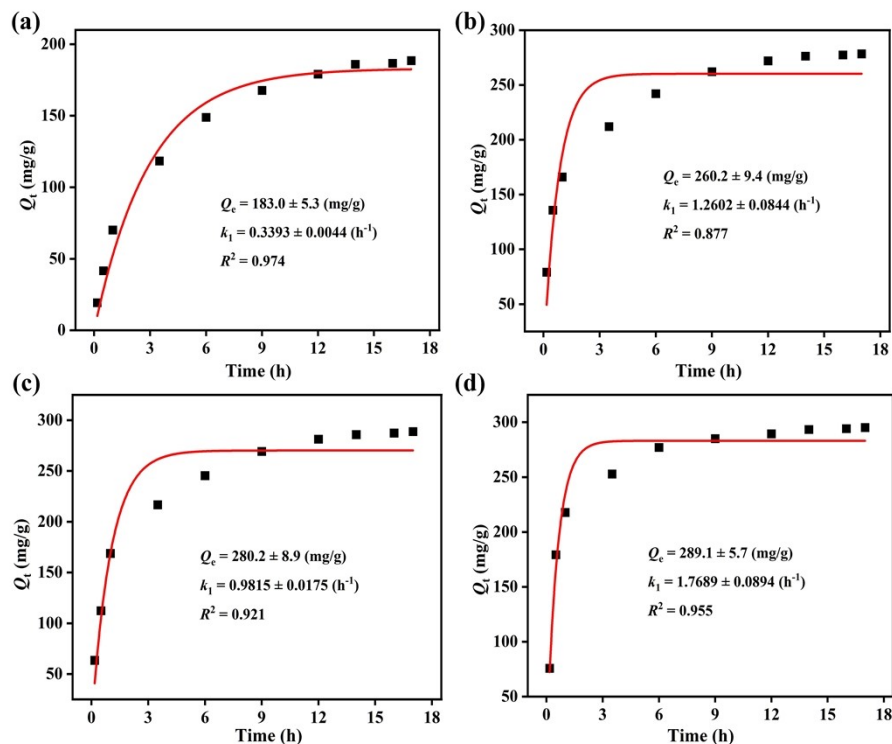 (a)
200
150
100
50
0
Qt (mg/g)
Qe = 183.0 ± 5.3 (mg/g)
k1 = 0.3393 ± 0.0044 (h-1)
R2 = 0.974
0 3 6 9 12 15 18
Time (h)
(b)
300
250
200
150
100
50
Qt (mg/g)
Qe = 260.2 ± 9.4 (mg/g)
k1 = 1.2602 ± 0.0844 (h-1)
R2 = 0.877
0 3 6 9 12 15 18
Time (h)
(c)
300
250
200
150
100
50
Qt (mg/g)
Qe = 280.2 ± 8.9 (mg/g)
k1 = 0.9815 ± 0.0175 (h-1)
R2 = 0.921
0 3 6 9 12 15 18
Time (h)
(d)
300
250
200
150
100
50
Qt (mg/g)
Qe = 289.1 ± 5.7 (mg/g)
k1 = 1.7689 ± 0.0894 (h-1)
R2 = 0.955
0 3 6 9 12 15 18
Time (h)